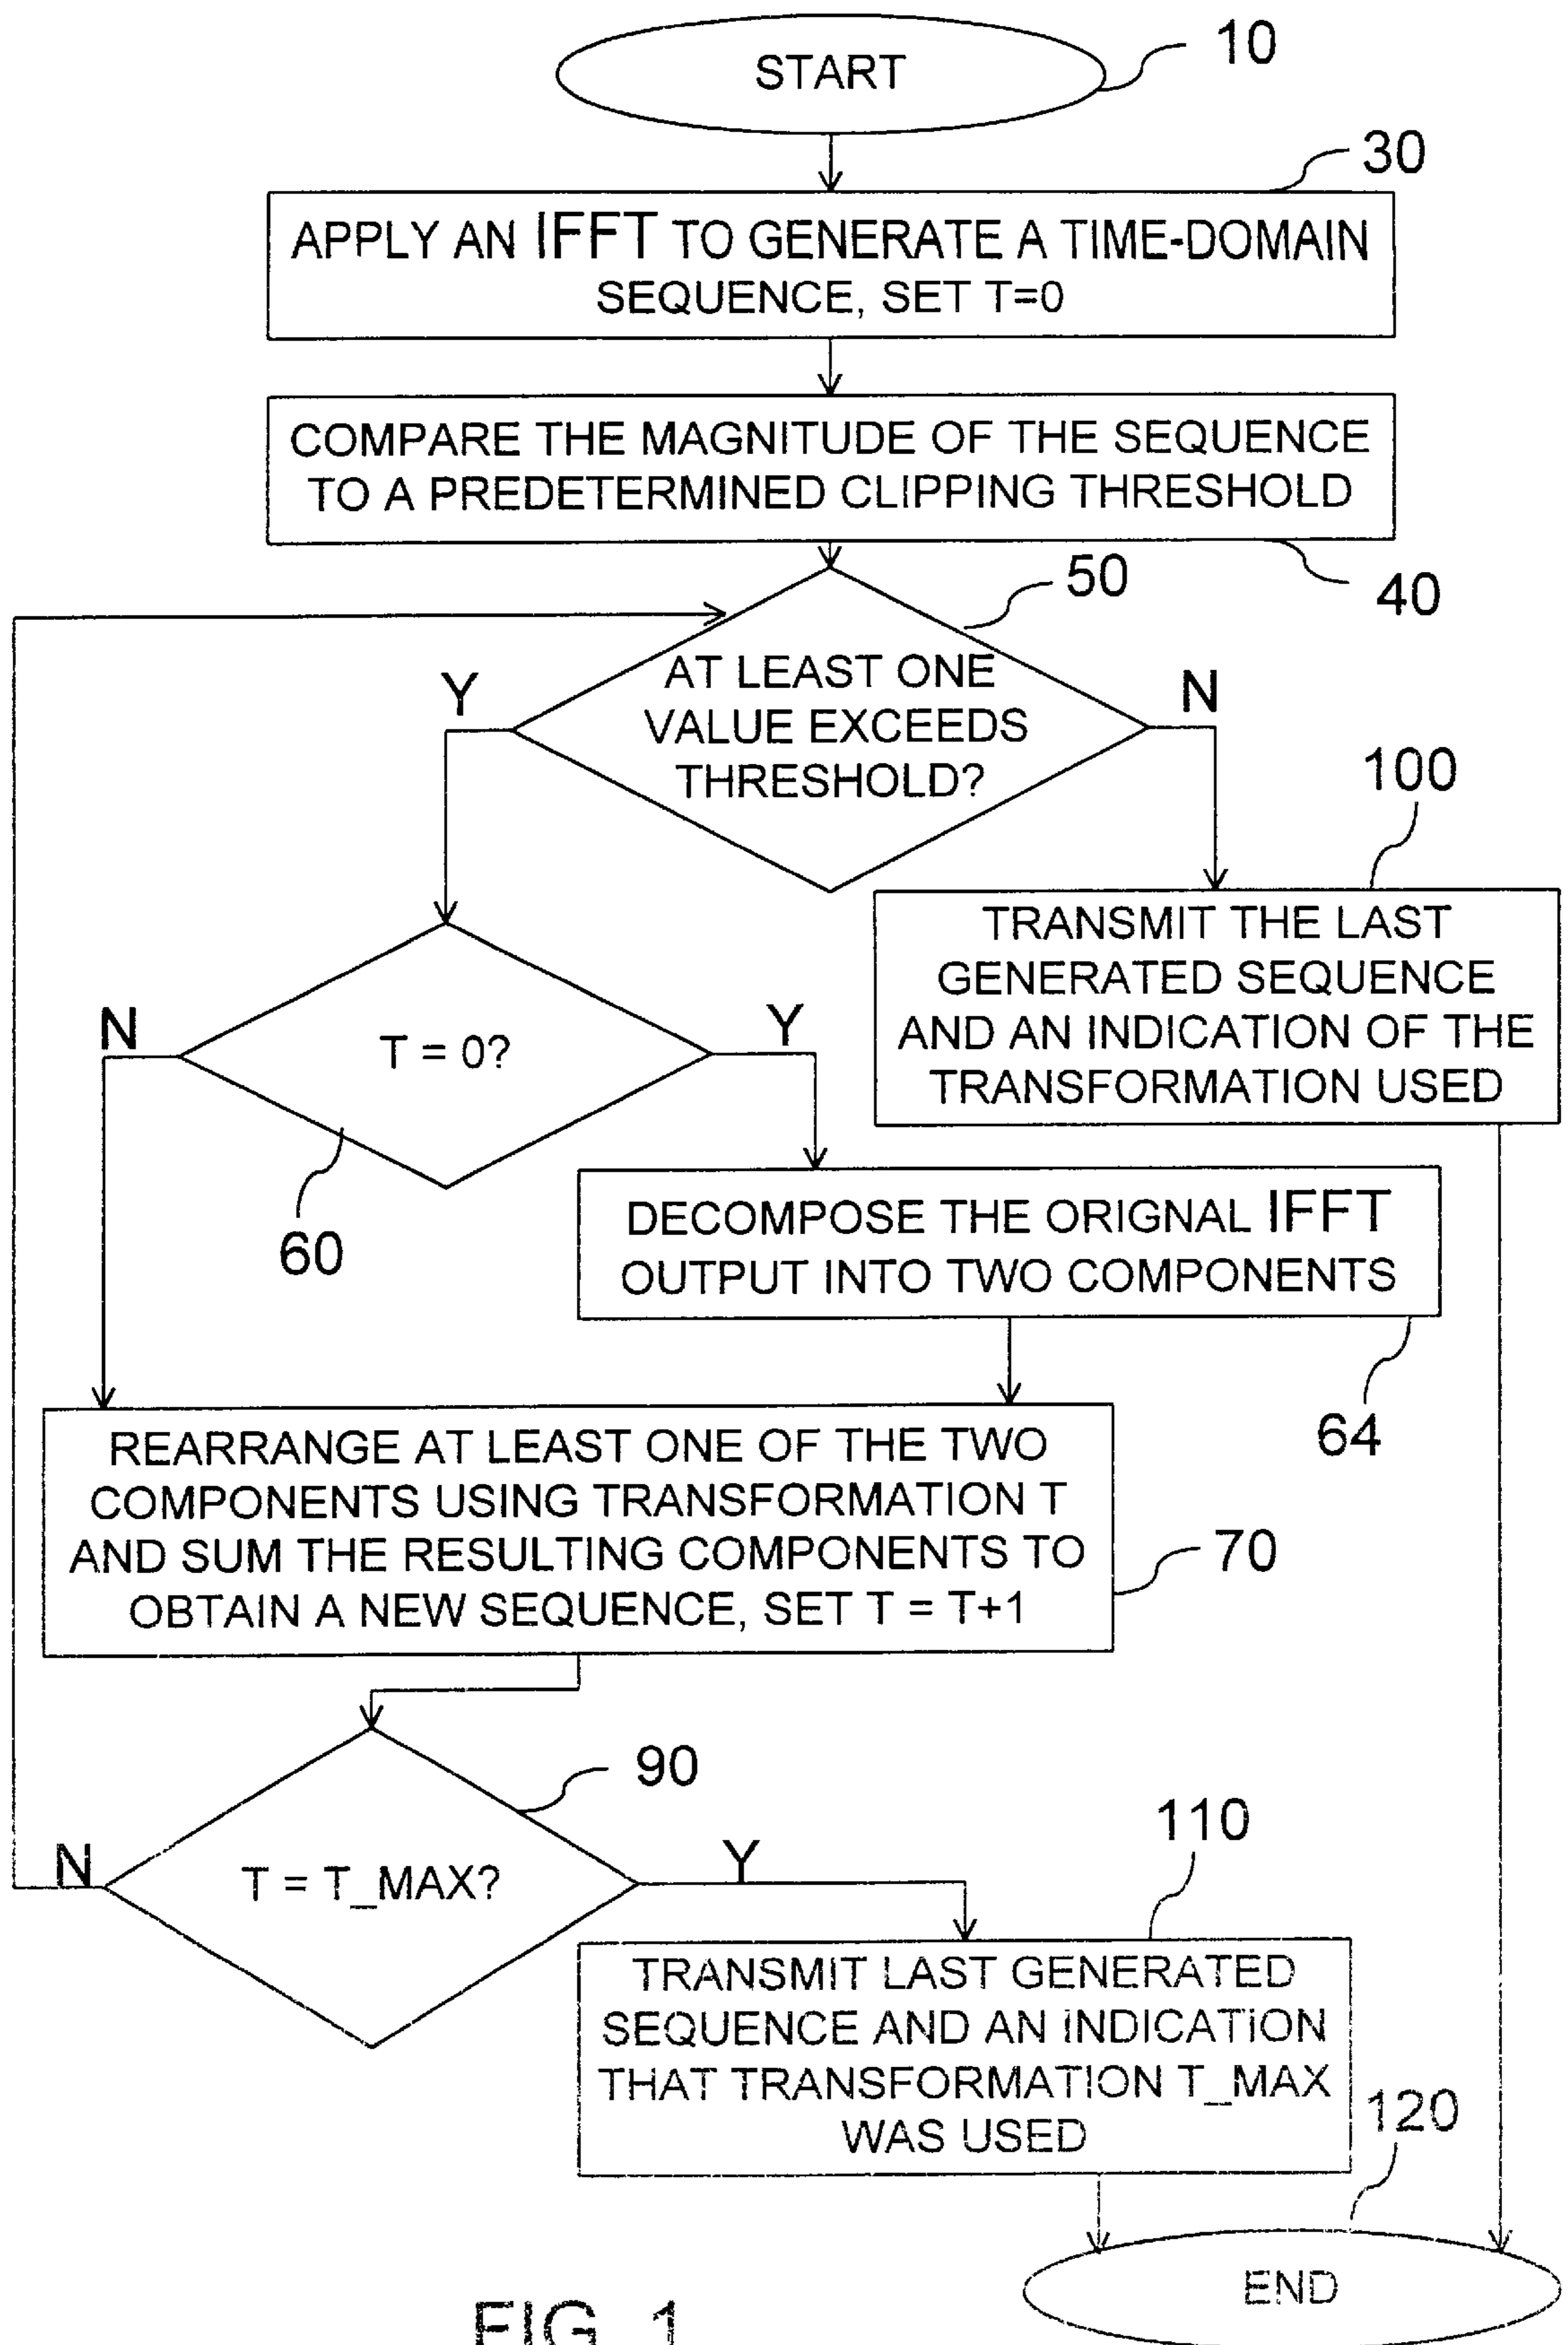 START
10
30
APPLY AN IFFT TO GENERATE A TIME-DOMAIN
SEQUENCE, SET T=0
COMPARE THE MAGNITUDE OF THE SEQUENCE
TO A PREDETERMINED CLIPPING THRESHOLD
40
50
AT LEAST ONE
VALUE EXCEEDS
THRESHOLD?
Y
N
100
TRANSMIT THE LAST
GENERATED SEQUENCE
AND AN INDICATION OF THE
TRANSFORMATION USED
N
T = 0?
Y
60
DECOMPOSE THE ORIGNAL IFFT
OUTPUT INTO TWO COMPONENTS
64
REARRANGE AT LEAST ONE OF THE TWO
COMPONENTS USING TRANSFORMATION T
AND SUM THE RESULTING COMPONENTS TO
OBTAIN A NEW SEQUENCE, SET T = T+1
70
90
N
T = T_MAX?
Y
110
TRANSMIT LAST GENERATED
SEQUENCE AND AN INDICATION
THAT TRANSFORMATION T_MAX
WAS USED
120
END
FIG. 1